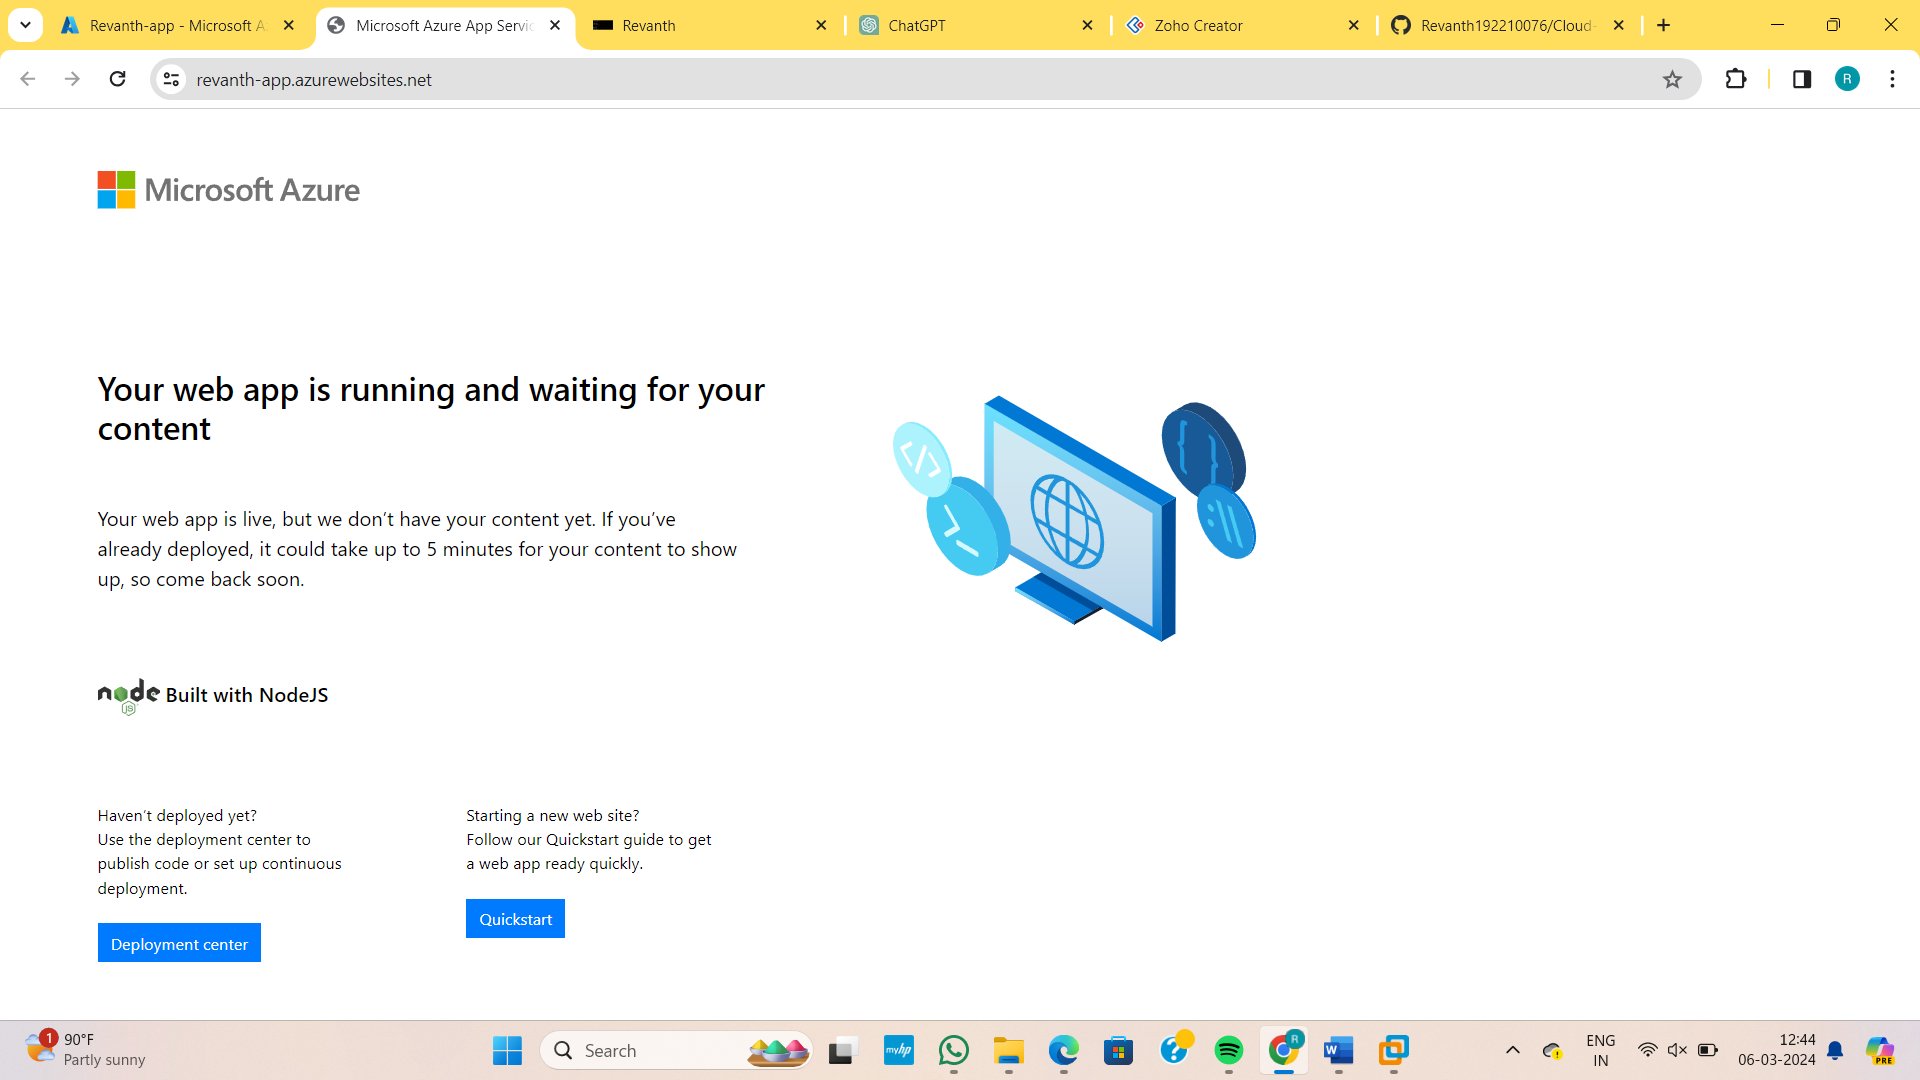 Revanth-app - Microsoft A
Microsoft Azure App Servic
Revanth
ChatGPT
Zoho Creator
Revanth192210076/Cloud-
revanth-app.azurewebsites.net
R
Microsoft Azure
Your web app is running and waiting for your
content
Your web app is live, but we don’t have your content yet. If you’ve
already deployed, it could take up to 5 minutes for your content to show
up, so come back soon.
node
JS
Built with NodeJS
Haven’t deployed yet?
Use the deployment center to
publish code or set up continuous
deployment.
Deployment center
Starting a new web site?
Follow our Quickstart guide to get
a web app ready quickly.
Quickstart
1
90°F
Partly sunny
Search
myhp
R
W
ENG
IN
12:44
06-03-2024
PRE